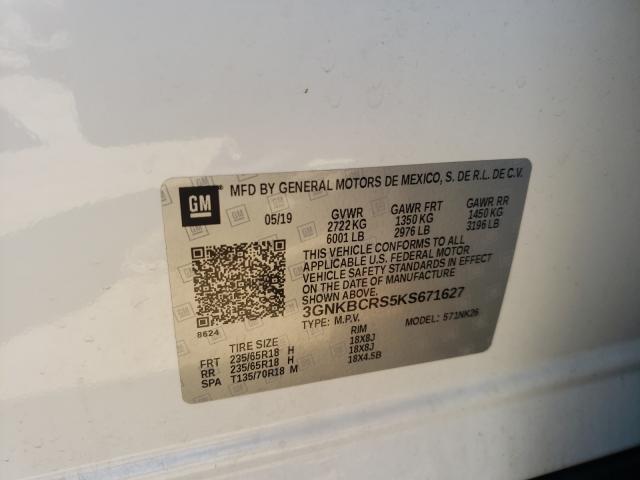 GM MFD BY GENERAL MOTORS DE MEXICO, S. DE R.L. DE C.V.
05/19 GVWR GAWR FRT GAWR RR
2722 KG 1350 KG 1450 KG
6001 LB 2976 LB 3196 LB
THIS VEHICLE CONFORMS TO ALL
APPLICABLE U.S. FEDERAL MOTOR
VEHICLE SAFETY STANDARDS IN EFFECT
ON DATE OF MANUFACTURE
SHOWN ABOVE.
3GNKBCRS5KS671627
8624
TYPE: M.P.V. MODEL: 571NK26
TIRE SIZE RIM
FRT 235/65R18 H 18X8J
RR 235/65R18 H 18X8J
SPA T135/70R18 M 18X4.5B